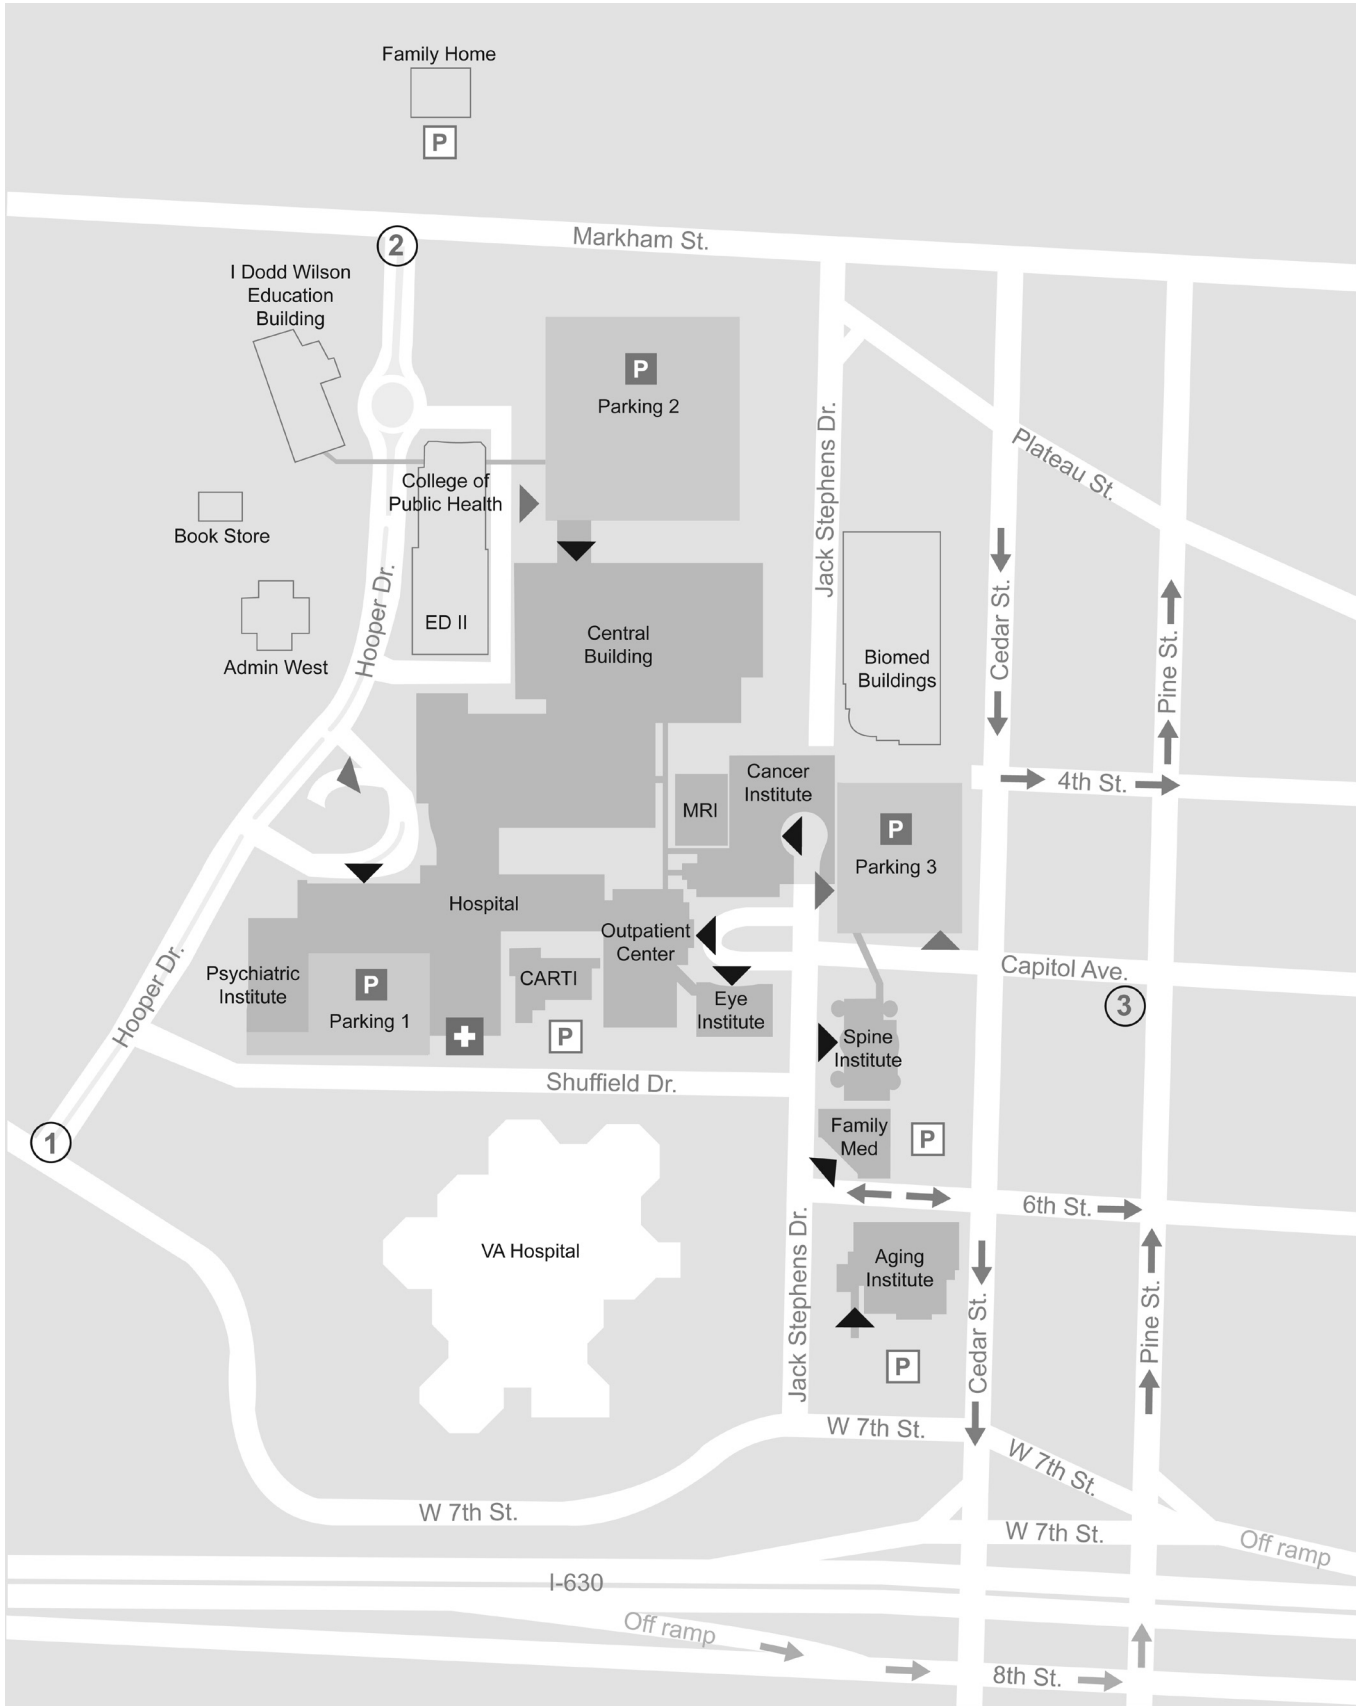 Family Home
P
Markham St.
2
I Dodd Wilson
Education
Building
P
Parking 2
Jack Stephens Dr.
Plateau St.
College of
Public Health
Book Store
Hooper Dr.
ED II
Admin West
Central
Building
Biomed
Buildings
Cedar St.
Pine St.
4th St.
Cancer
Institute
MRI
P
Parking 3
Hospital
Outpatient
Center
Capitol Ave.
3
Hooper Dr.
Psychiatric
Institute
P
Parking 1
CARTI
P
Eye
Institute
Spine
Institute
Shuffield Dr.
1
Family
Med
P
6th St.
VA Hospital
Jack Stephens Dr.
Aging
Institute
P
Cedar St.
Pine St.
W 7th St.
W 7th St.
W 7th St.
W 7th St.
Off ramp
I-630
Off ramp
8th St.